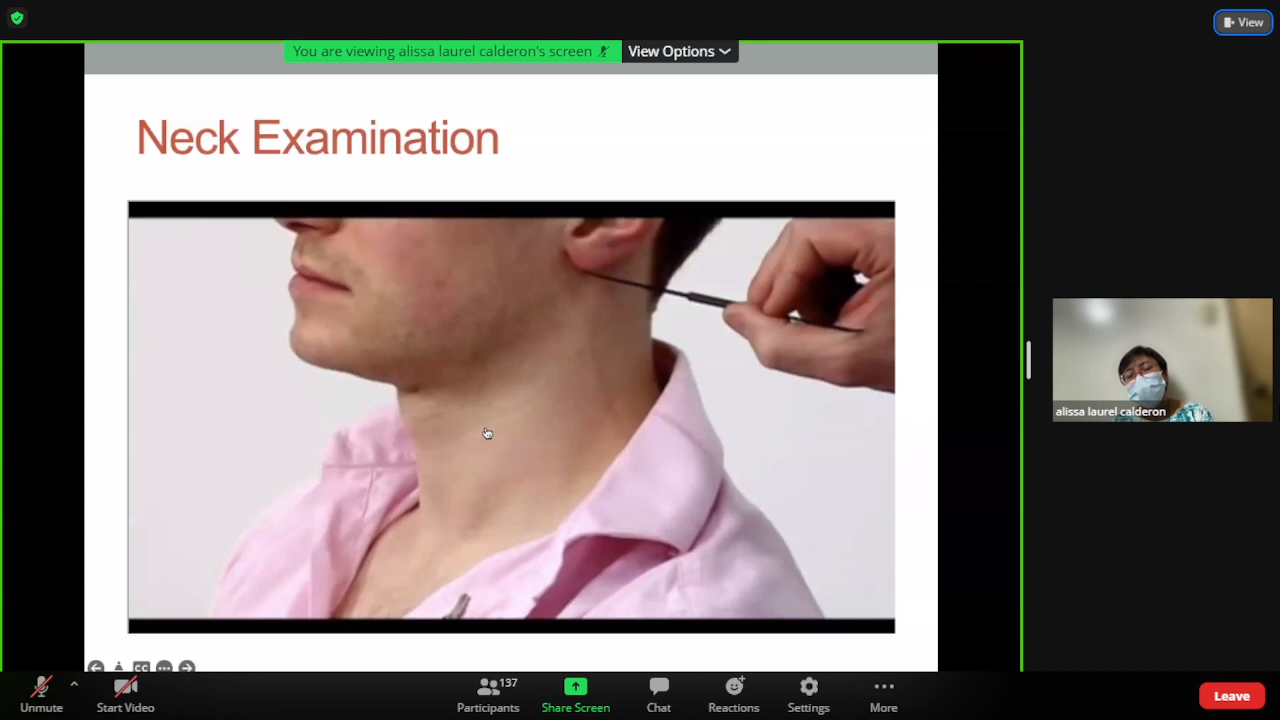 View
You are viewing alissa laurel calderon's screen
View Options
Neck Examination
alissa laurel calderon
CC
Unmute
Start Video
137
Participants
Share Screen
Chat
Reactions
Settings
More
Leave